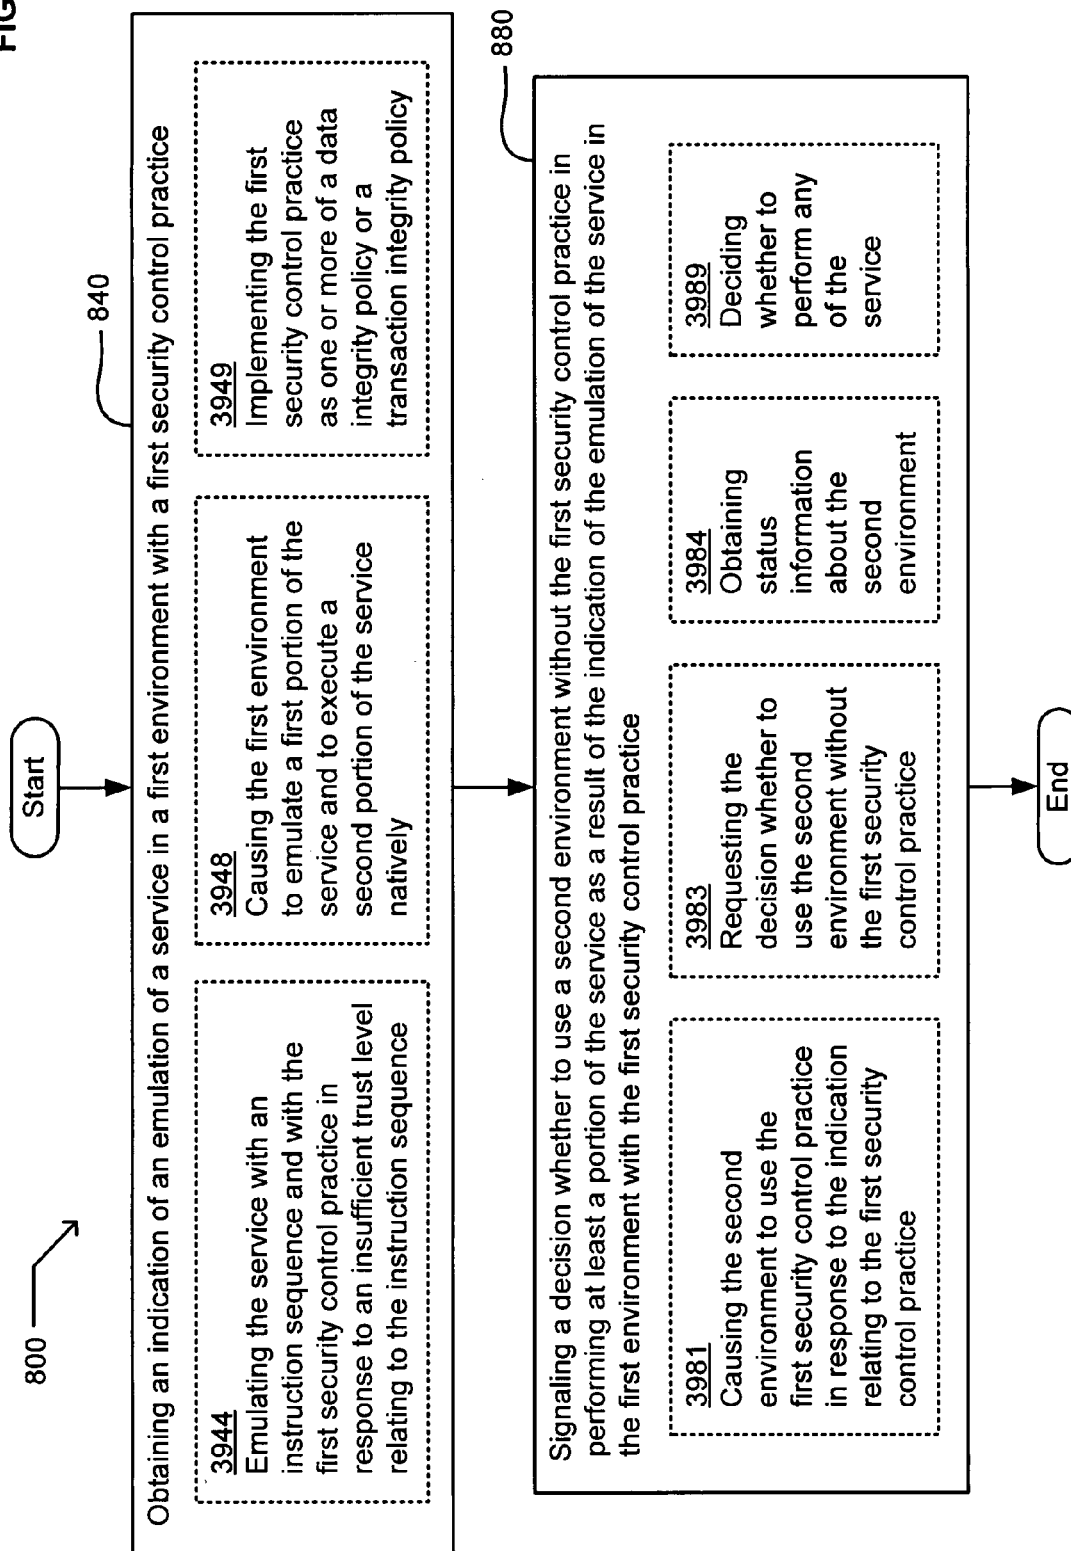 FIG
800
Start
840
Obtaining an indication of an emulation of a service in a first environment with a first security control practice
3944
Emulating the service with an
instruction sequence and with the
first security control practice in
response to an insufficient trust level
relating to the instruction sequence
3948
Causing the first environment
to emulate a first portion of the
service and to execute a
second portion of the service
natively
3949
Implementing the first
security control practice
as one or more of a data
integrity policy or a
transaction integrity policy
880
Signaling a decision whether to use a second environment without the first security control practice in
performing at least a portion of the service as a result of the indication of the emulation of the service in
the first environment with the first security control practice
3981
Causing the second
environment to use the
first security control practice
in response to the indication
relating to the first security
control practice
3983
Requesting the
decision whether to
use the second
environment without
the first security
control practice
3984
Obtaining
status
information
about the
second
environment
3989
Deciding
whether to
perform any
of the
service
End